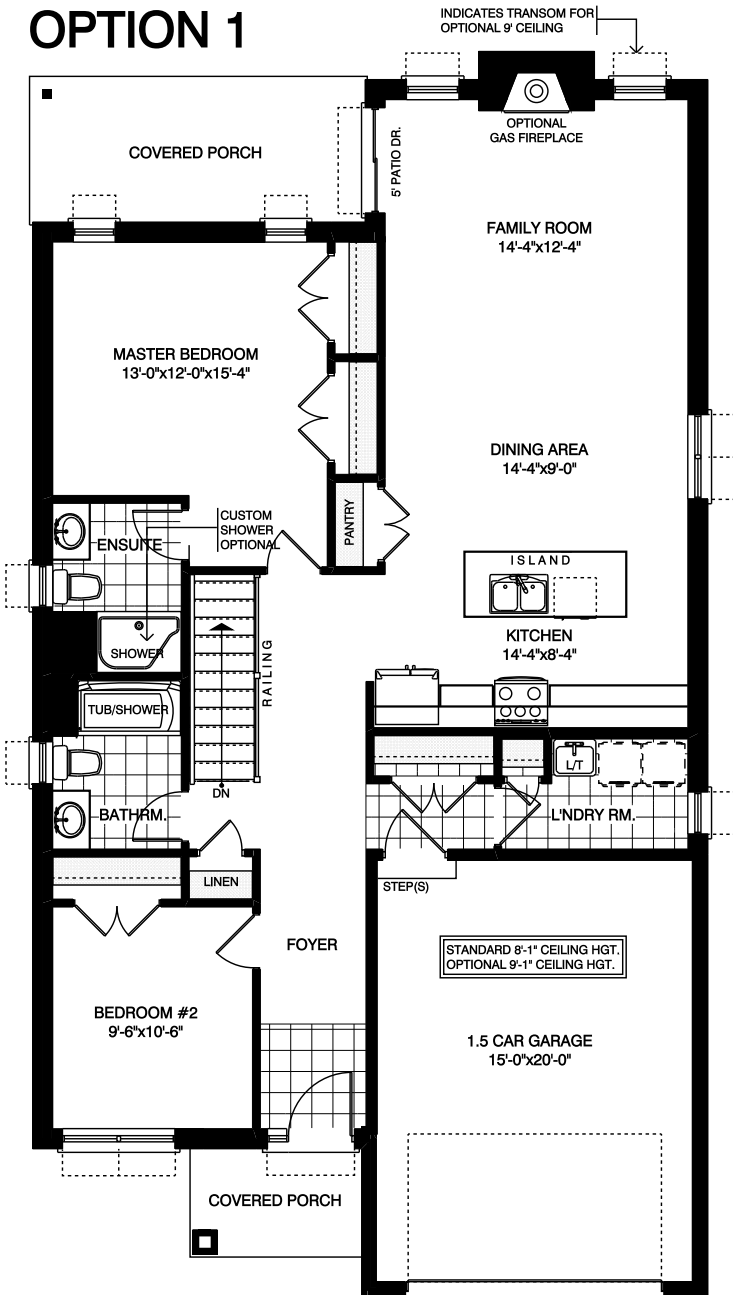 OPTION 1
INDICATES TRANSOM FOR
OPTIONAL 9' CEILING
OPTIONAL
GAS FIREPLACE
COVERED PORCH
5' PATIO DR.
FAMILY ROOM
14'-4"x12'-4"
MASTER BEDROOM
13'-0"x12'-0"x15'-4"
DINING AREA
14'-4"x9'-0"
PANTRY
CUSTOM
SHOWER
OPTIONAL
ENSUITE
ISLAND
KITCHEN
14'-4"x8'-4"
SHOWER
RAILING
TUB/SHOWER
L/T
DN
BATHRM.
L'NDRY RM.
LINEN
STEP(S)
FOYER
STANDARD 8'-1" CEILING HGT.
OPTIONAL 9'-1" CEILING HGT.
BEDROOM #2
9'-6"x10'-6"
1.5 CAR GARAGE
15'-0"x20'-0"
COVERED PORCH